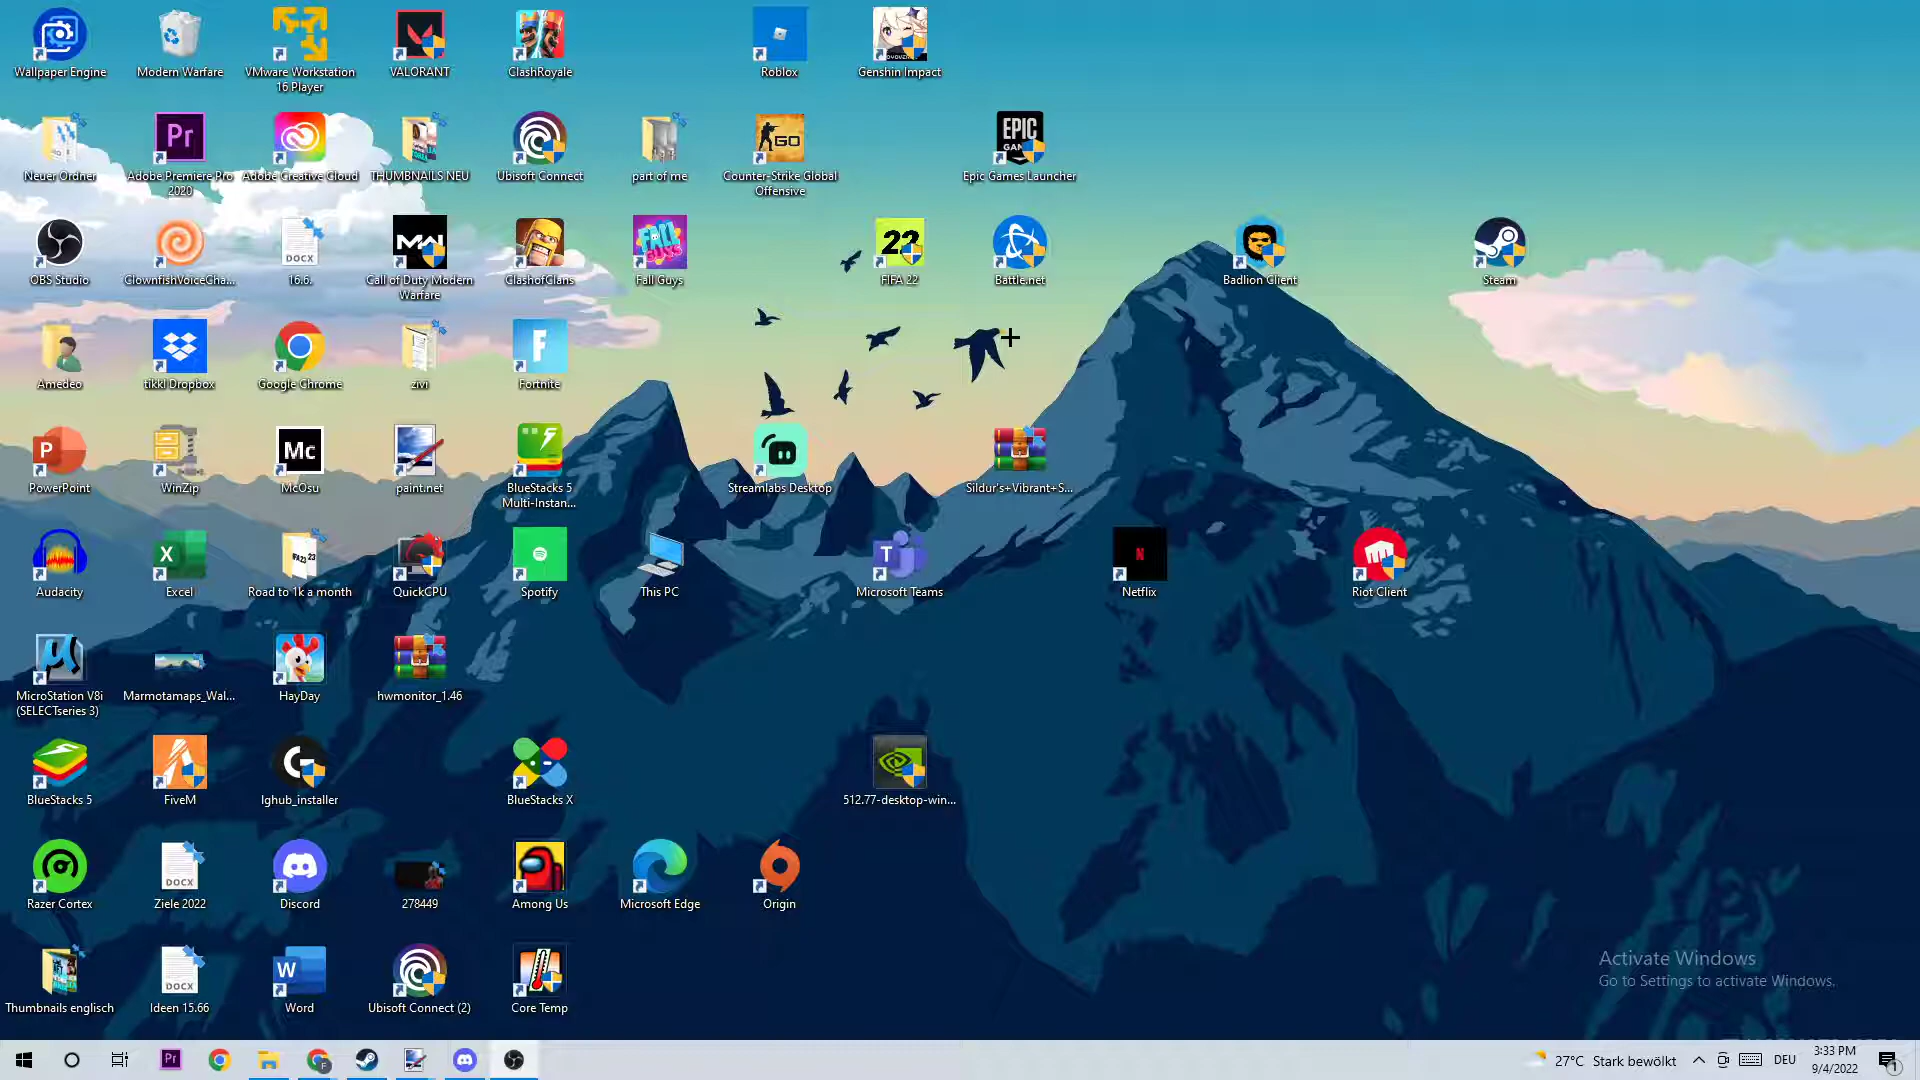 Wallpaper Engine
Modern Warfare
VMware Workstation
16 Player
VALORANT
ClashRoyale
Roblox
Genshin Impact
Neuer Ordner
Adobe Premiere Pro
2020
Adobe Creative Cloud
THUMBNAILS NEU
Ubisoft Connect
part of me
Counter-Strike Global
Offensive
Epic Games Launcher
OBS Studio
ClownfishVoiceCha...
16.6.
Call of Duty Modern
Warfare
ClashofClans
Fall Guys
FIFA 22
Battle.net
Badlion Client
Steam
Amedeo
tikkl Dropbox
Google Chrome
zivi
Fortnite
PowerPoint
WinZip
McOsu
paint.net
BlueStacks 5
Multi-Instan...
Streamlabs Desktop
Sildur's+Vibrant+S...
Audacity
Excel
Road to 1k a month
QuickCPU
Spotify
This PC
Microsoft Teams
Netflix
Riot Client
MicroStation V8i
(SELECTseries 3)
Marmotamaps_Wal...
HayDay
hwmonitor_1.46
BlueStacks 5
FiveM
lghub_installer
BlueStacks X
512.77-desktop-win...
Razer Cortex
Ziele 2022
Discord
278449
Among Us
Microsoft Edge
Origin
Activate Windows
Go to Settings to activate Windows.
Thumbnails englisch
Ideen 15.66
Word
Ubisoft Connect (2)
Core Temp
27°C Stark bewölkt
DEU
3:33 PM
9/4/2022